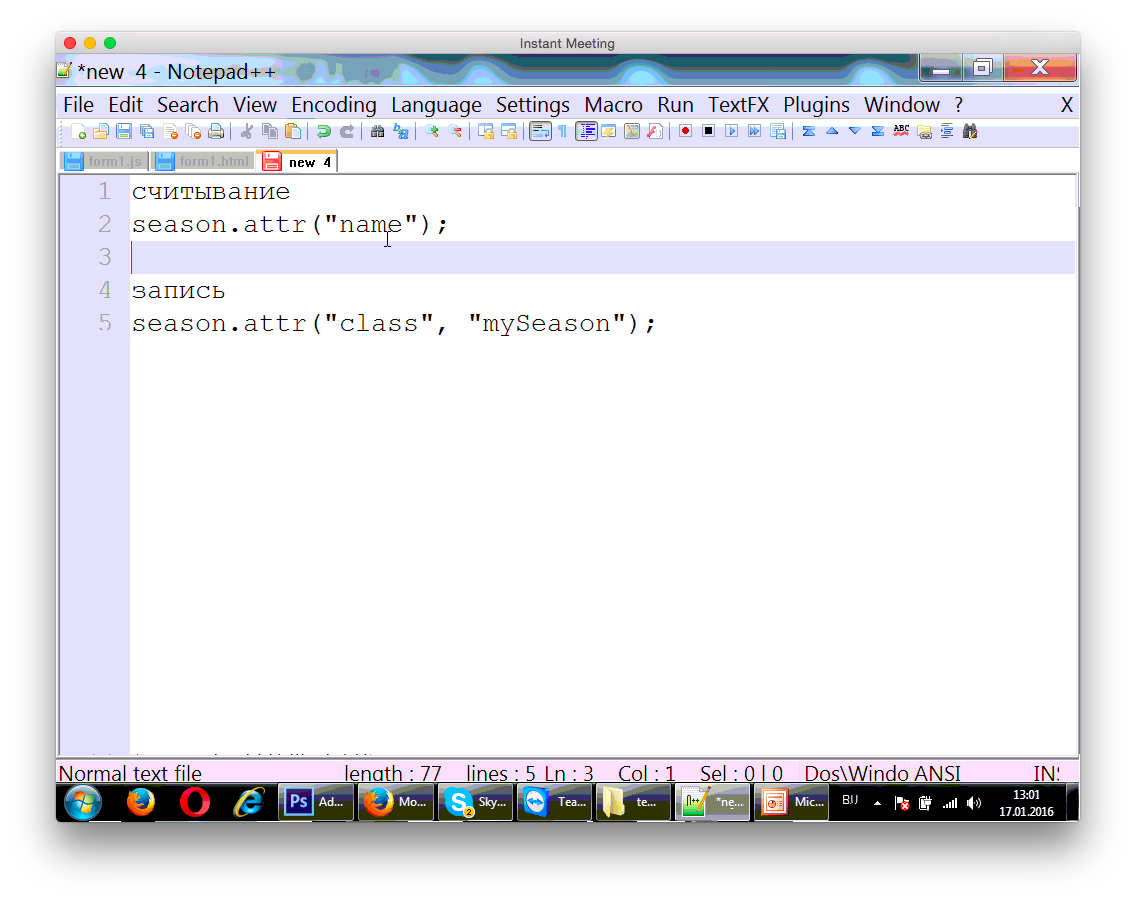 Instant Meeting
*new 4 - Notepad++
File Edit Search View Encoding Language Settings Macro Run TextFX Plugins Window ? X
form1.js form1.html new 4
1 считывание
2 season.attr("name");
3
4 запись
5 season.attr("class", "mySeason");
Normal text file length : 77 lines : 5 Ln : 3 Col : 1 Sel : 0 | 0 Dos\Windo ANSI INS
Ps Ad... Mo... Sky... Tea... te... *ne... Mic... 13:01
17.01.2016